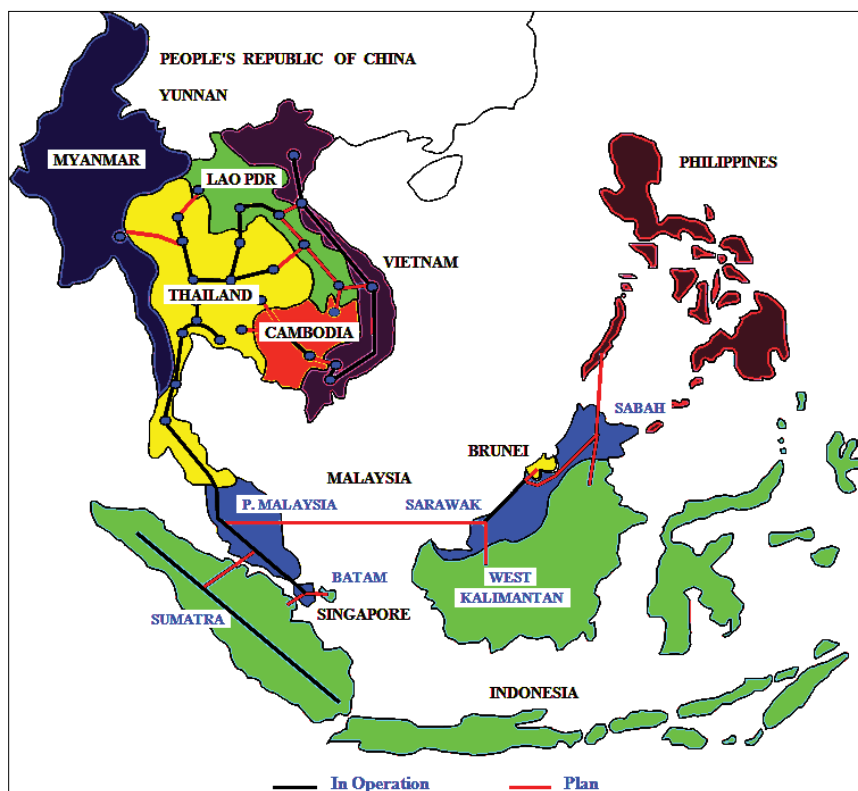 PEOPLE'S REPUBLIC OF CHINA
YUNNAN
MYANMAR
LAO PDR
PHILIPPINES
VIETNAM
THAILAND
CAMBODIA
SABAH
BRUNEI
MALAYSIA
P. MALAYSIA
SARAWAK
BATAM
WEST
KALIMANTAN
SUMATRA
SINGAPORE
INDONESIA
In Operation
Plan